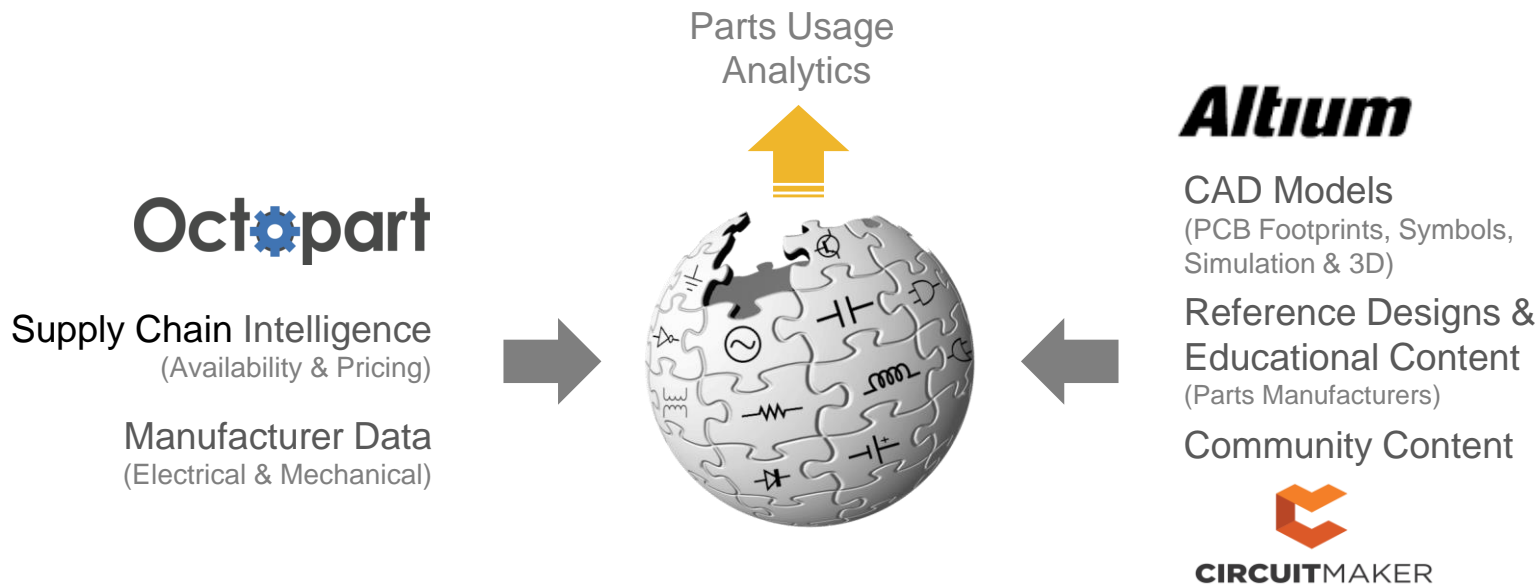 Parts Usage
Analytics
Octopart
Supply Chain Intelligence
(Availability & Pricing)
Manufacturer Data
(Electrical & Mechanical)
Altium
CAD Models
(PCB Footprints, Symbols,
Simulation & 3D)
Reference Designs &
Educational Content
(Parts Manufacturers)
Community Content
CIRCUITMAKER